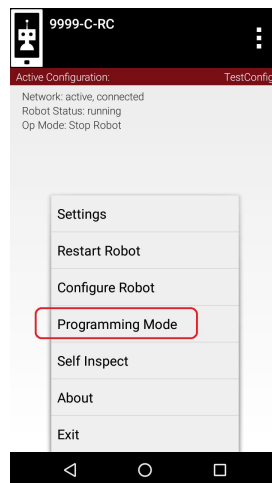 9999-C-RC
Active Configuration: TestConfig
Network: active, connected
Robot Status: running
Op Mode: Stop Robot
Settings
Restart Robot
Configure Robot
Programming Mode
Self Inspect
About
Exit